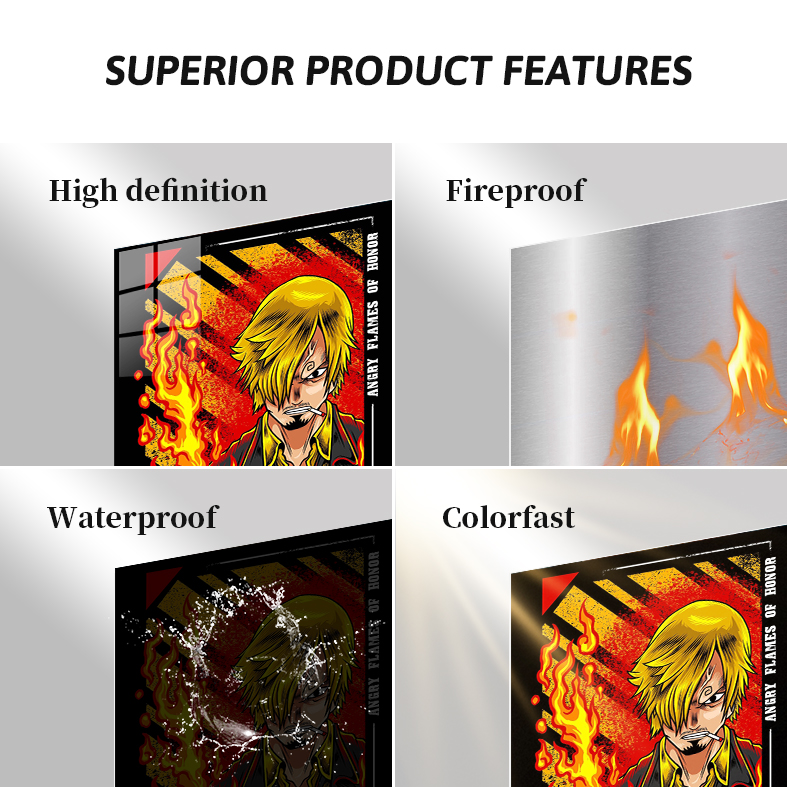 SUPERIOR PRODUCT FEATURES
High definition
Fireproof
ANGRY FLAMES OF HONOR
Waterproof
Colorfast
ANGRY FLAMES OF HONOR
ANGRY FLAMES OF HONOR